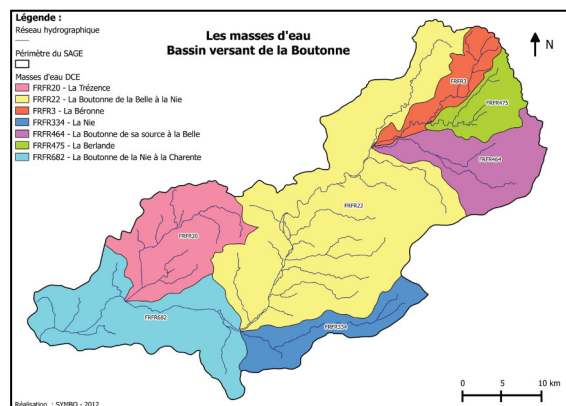 Légende :
Réseau hydrographique
Périmètre du SAGE
Masses d'eau DCE
FRFR20 - La Trézence
FRFR22 - La Boutonne de la Belle à la Nie
FRFR3 - La Béronne
FRFR334 - La Nie
FRFR464 - La Boutonne de sa source à la Belle
FRFR475 - La Berlande
FRFR682 - La Boutonne de la Nie à la Charente
Les masses d'eau
Bassin versant de la Boutonne
N
FRFR3
FRFR475
FRFR464
FRFR22
FRFR20
FRFR682
FRFR334
0 10 km
Réalisation : SYMBO - 2012